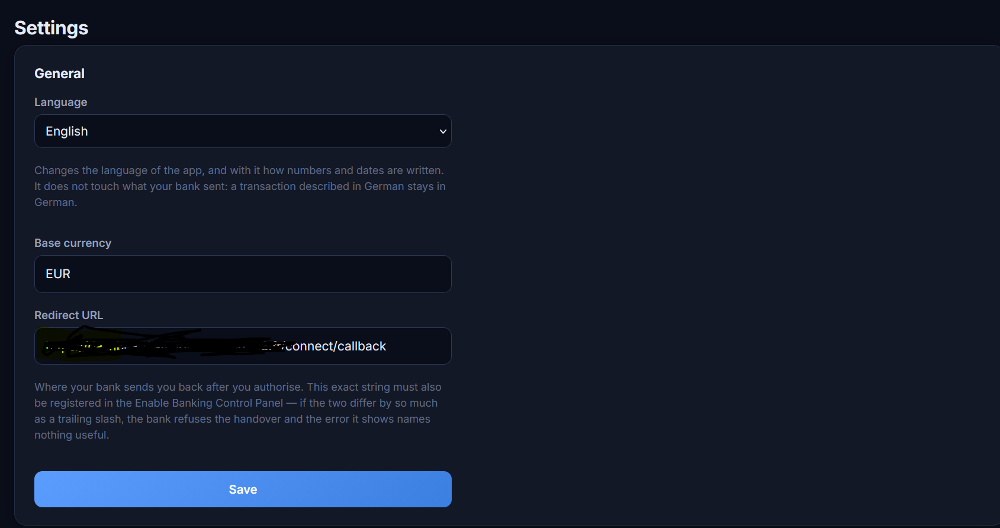 Settings
General
Language
English
Changes the language of the app, and with it how numbers and dates are written.
It does not touch what your bank sent: a transaction described in German stays in
German.
Base currency
EUR
Redirect URL
/connect/callback
Where your bank sends you back after you authorise. This exact string must also
be registered in the Enable Banking Control Panel — if the two differ by so much
as a trailing slash, the bank refuses the handover and the error it shows names
nothing useful.
Save